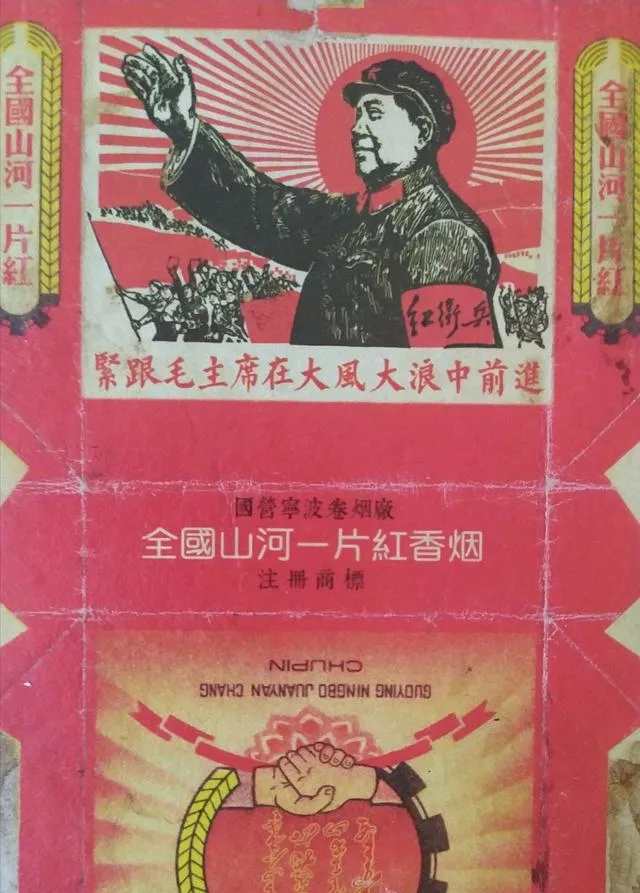 全國山河一片紅
全國山河一片紅
紅衛兵
緊跟毛主席在大風大浪中前進
國營寧波卷烟廠
全國山河一片紅香烟
注册商標
GUOYING NINGBO JUANYAN CHANG
CHUPIN